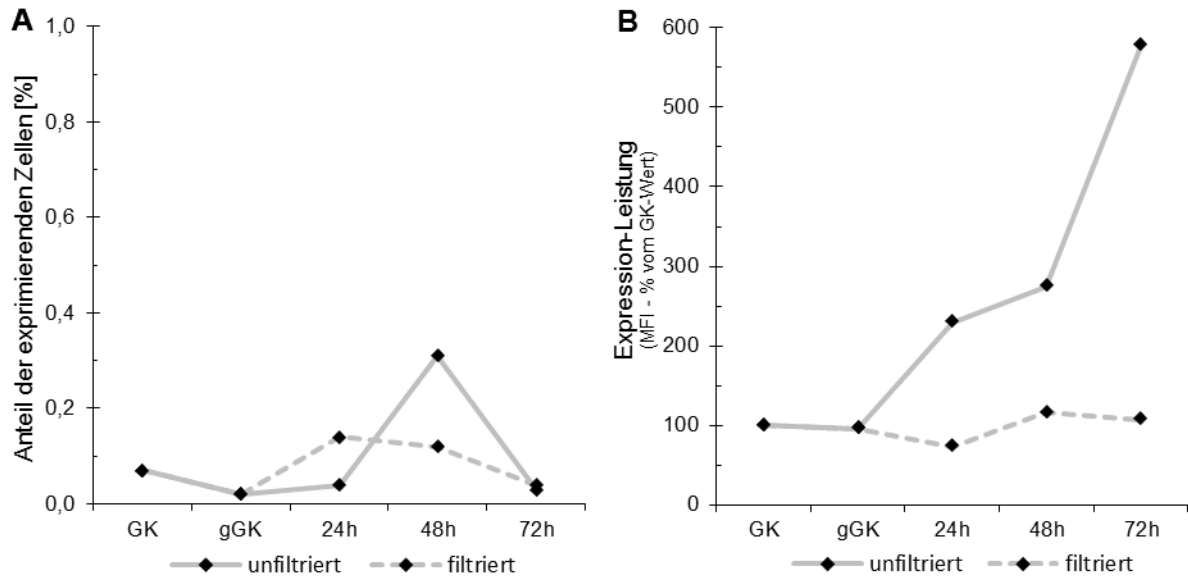 A
Anteil der exprimierenden Zellen [%]
1,0
0,8
0,6
0,4
0,2
0,0
GK gGK 24h 48h 72h
unfiltriert filtriert
B
Expression-Leistung
(MFI - % vom GK-Wert)
600
500
400
300
200
100
0
GK gGK 24h 48h 72h
unfiltriert filtriert